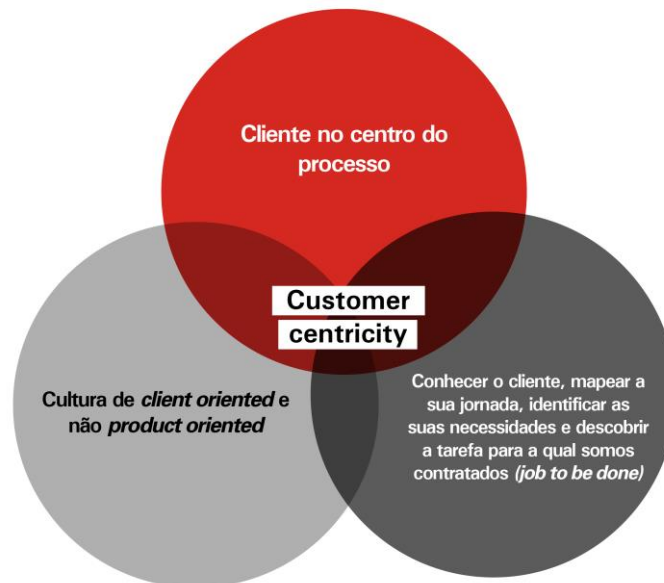 Cliente no centro do
processo
Customer
centricity
Cultura de client oriented e
não product oriented
Conhecer o cliente, mapear a
sua jornada, identificar as
suas necessidades e descobrir
a tarefa para a qual somos
contratados (job to be done)